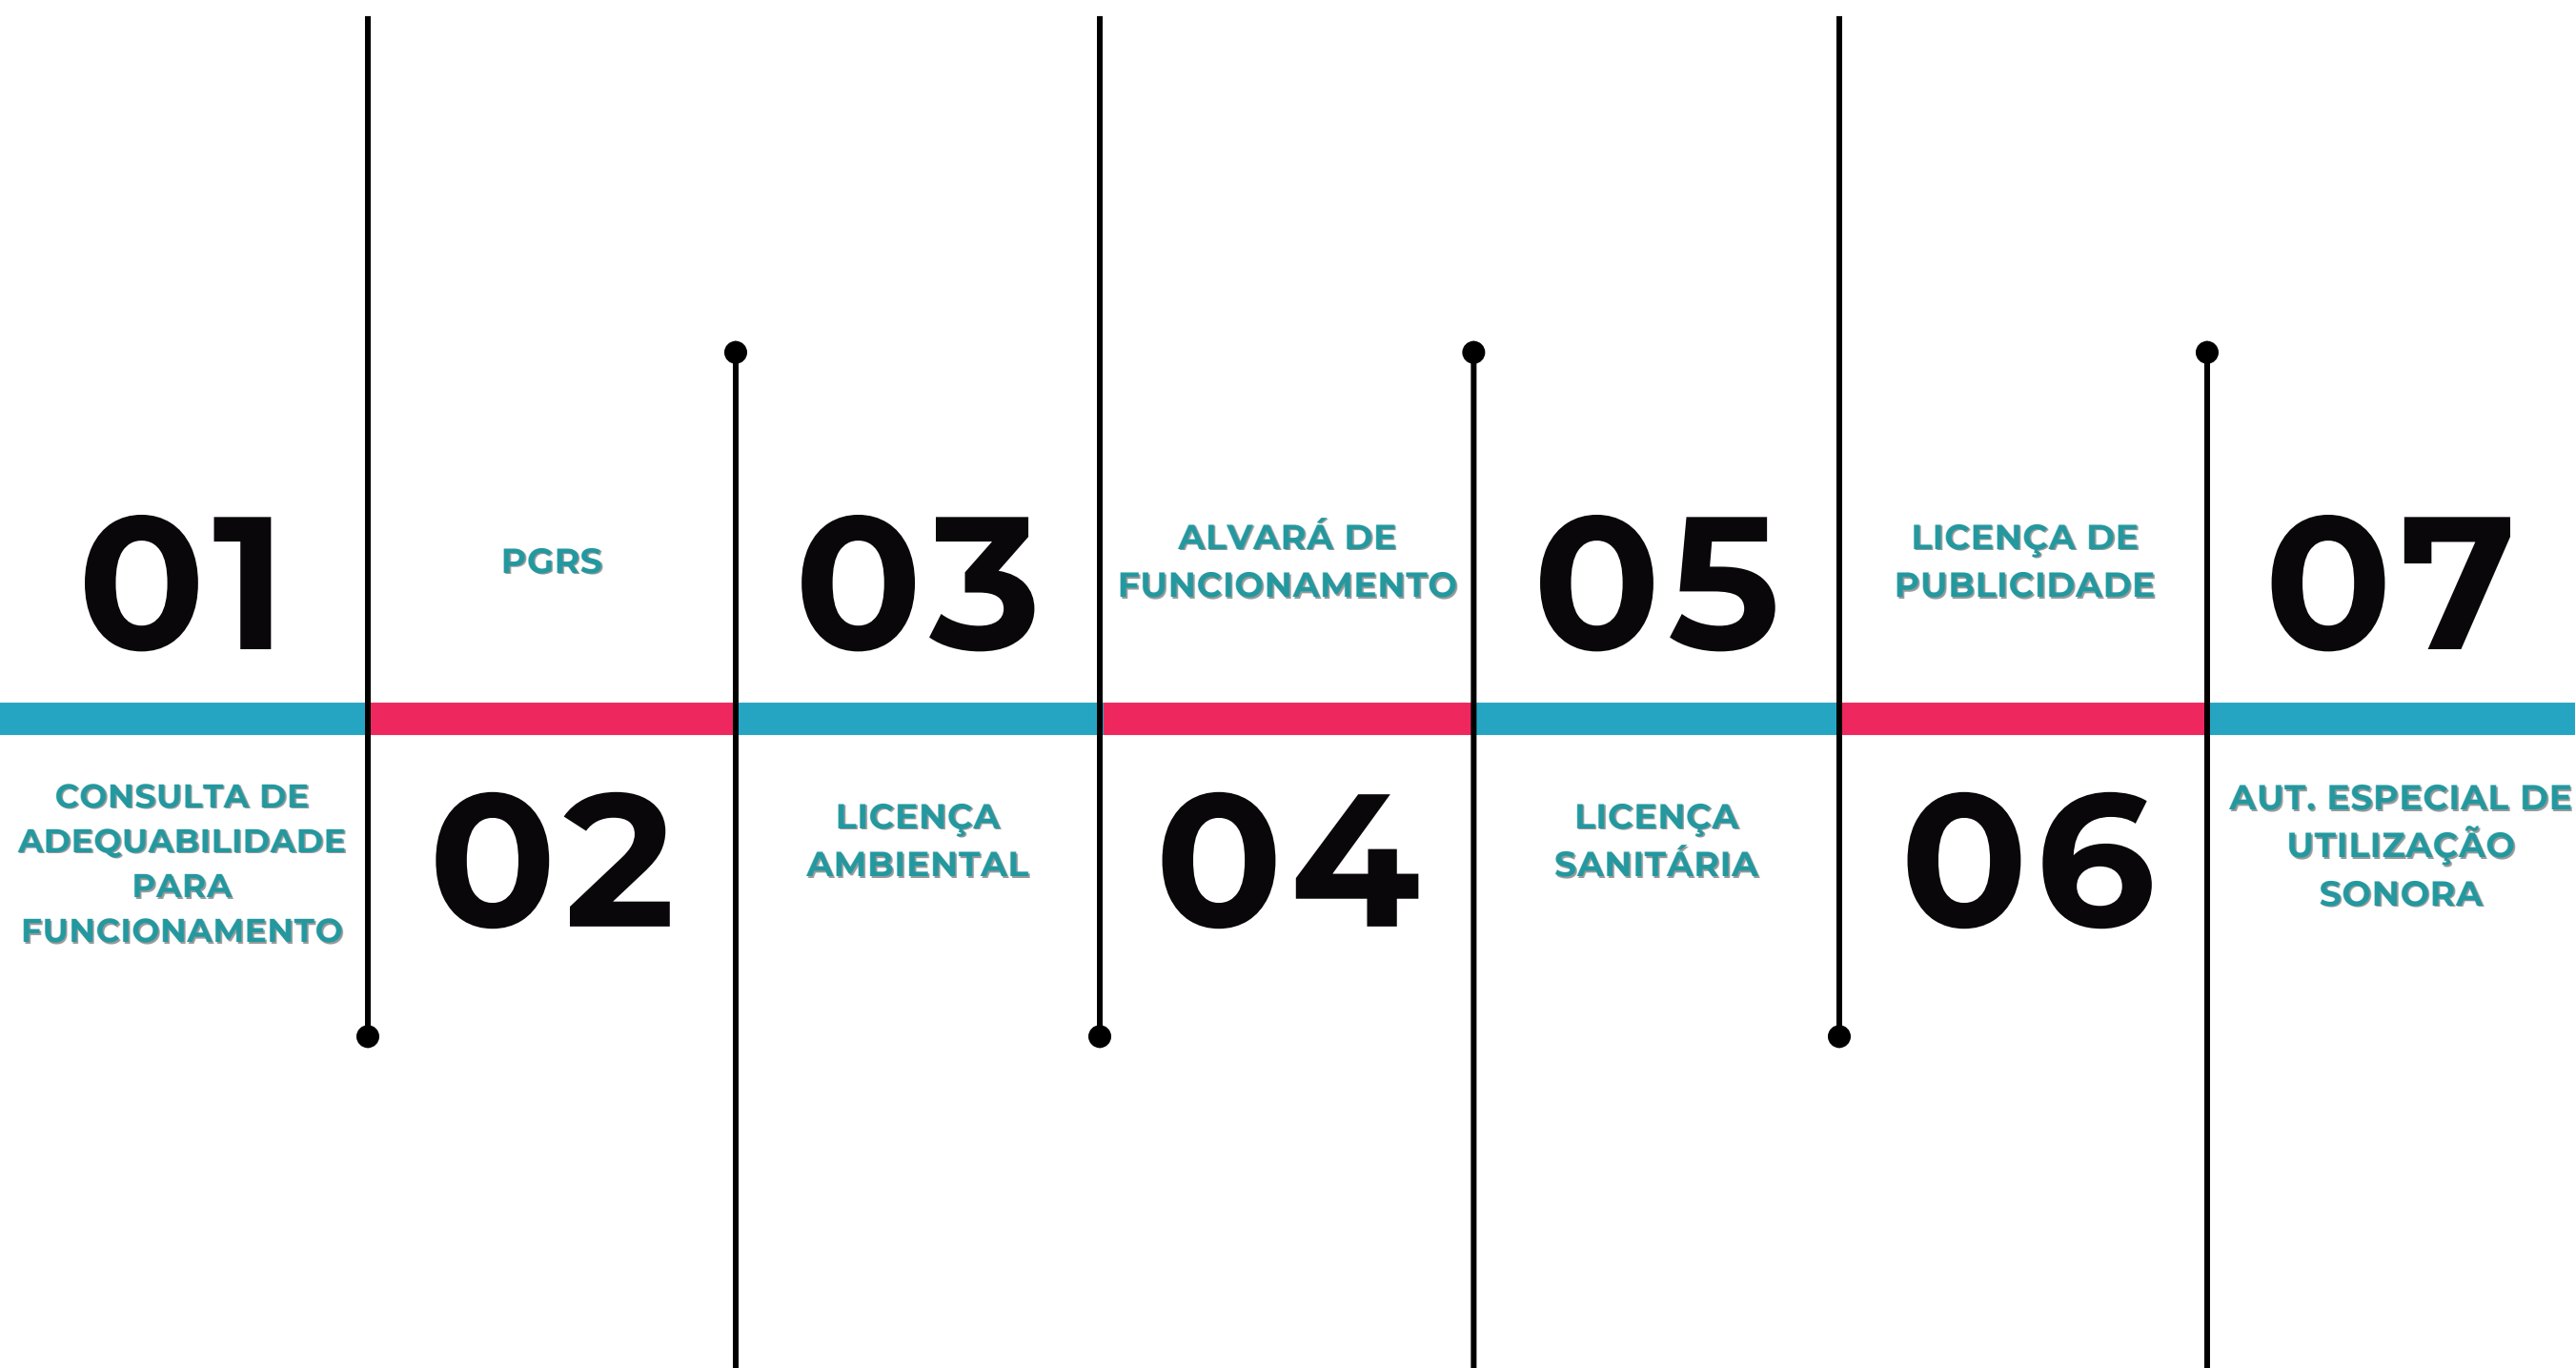 01
CONSULTA DE
ADEQUABILIDADE
PARA
FUNCIONAMENTO
PGRS
02
03
LICENÇA
AMBIENTAL
ALVARÁ DE
FUNCIONAMENTO
04
05
LICENÇA
SANITÁRIA
LICENÇA DE
PUBLICIDADE
06
07
AUT. ESPECIAL DE
UTILIZAÇÃO
SONORA